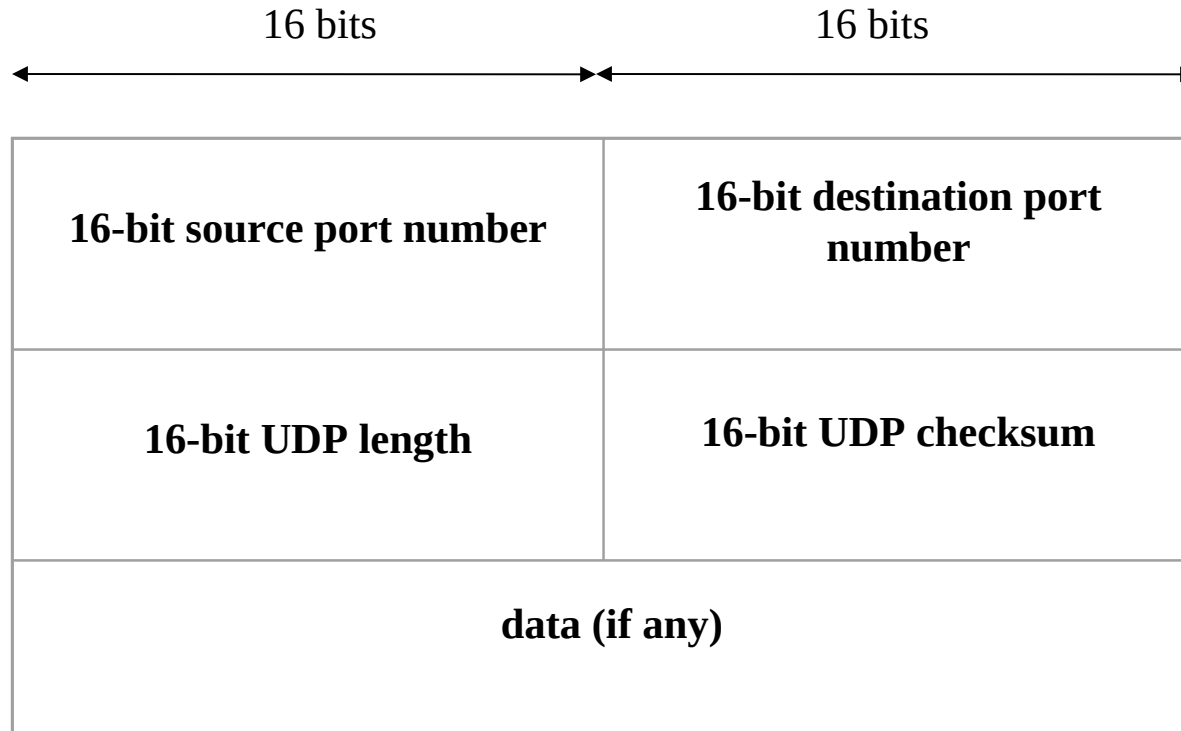 16 bits
16 bits
16-bit source port number
16-bit destination port
number
16-bit UDP length
16-bit UDP checksum
data (if any)